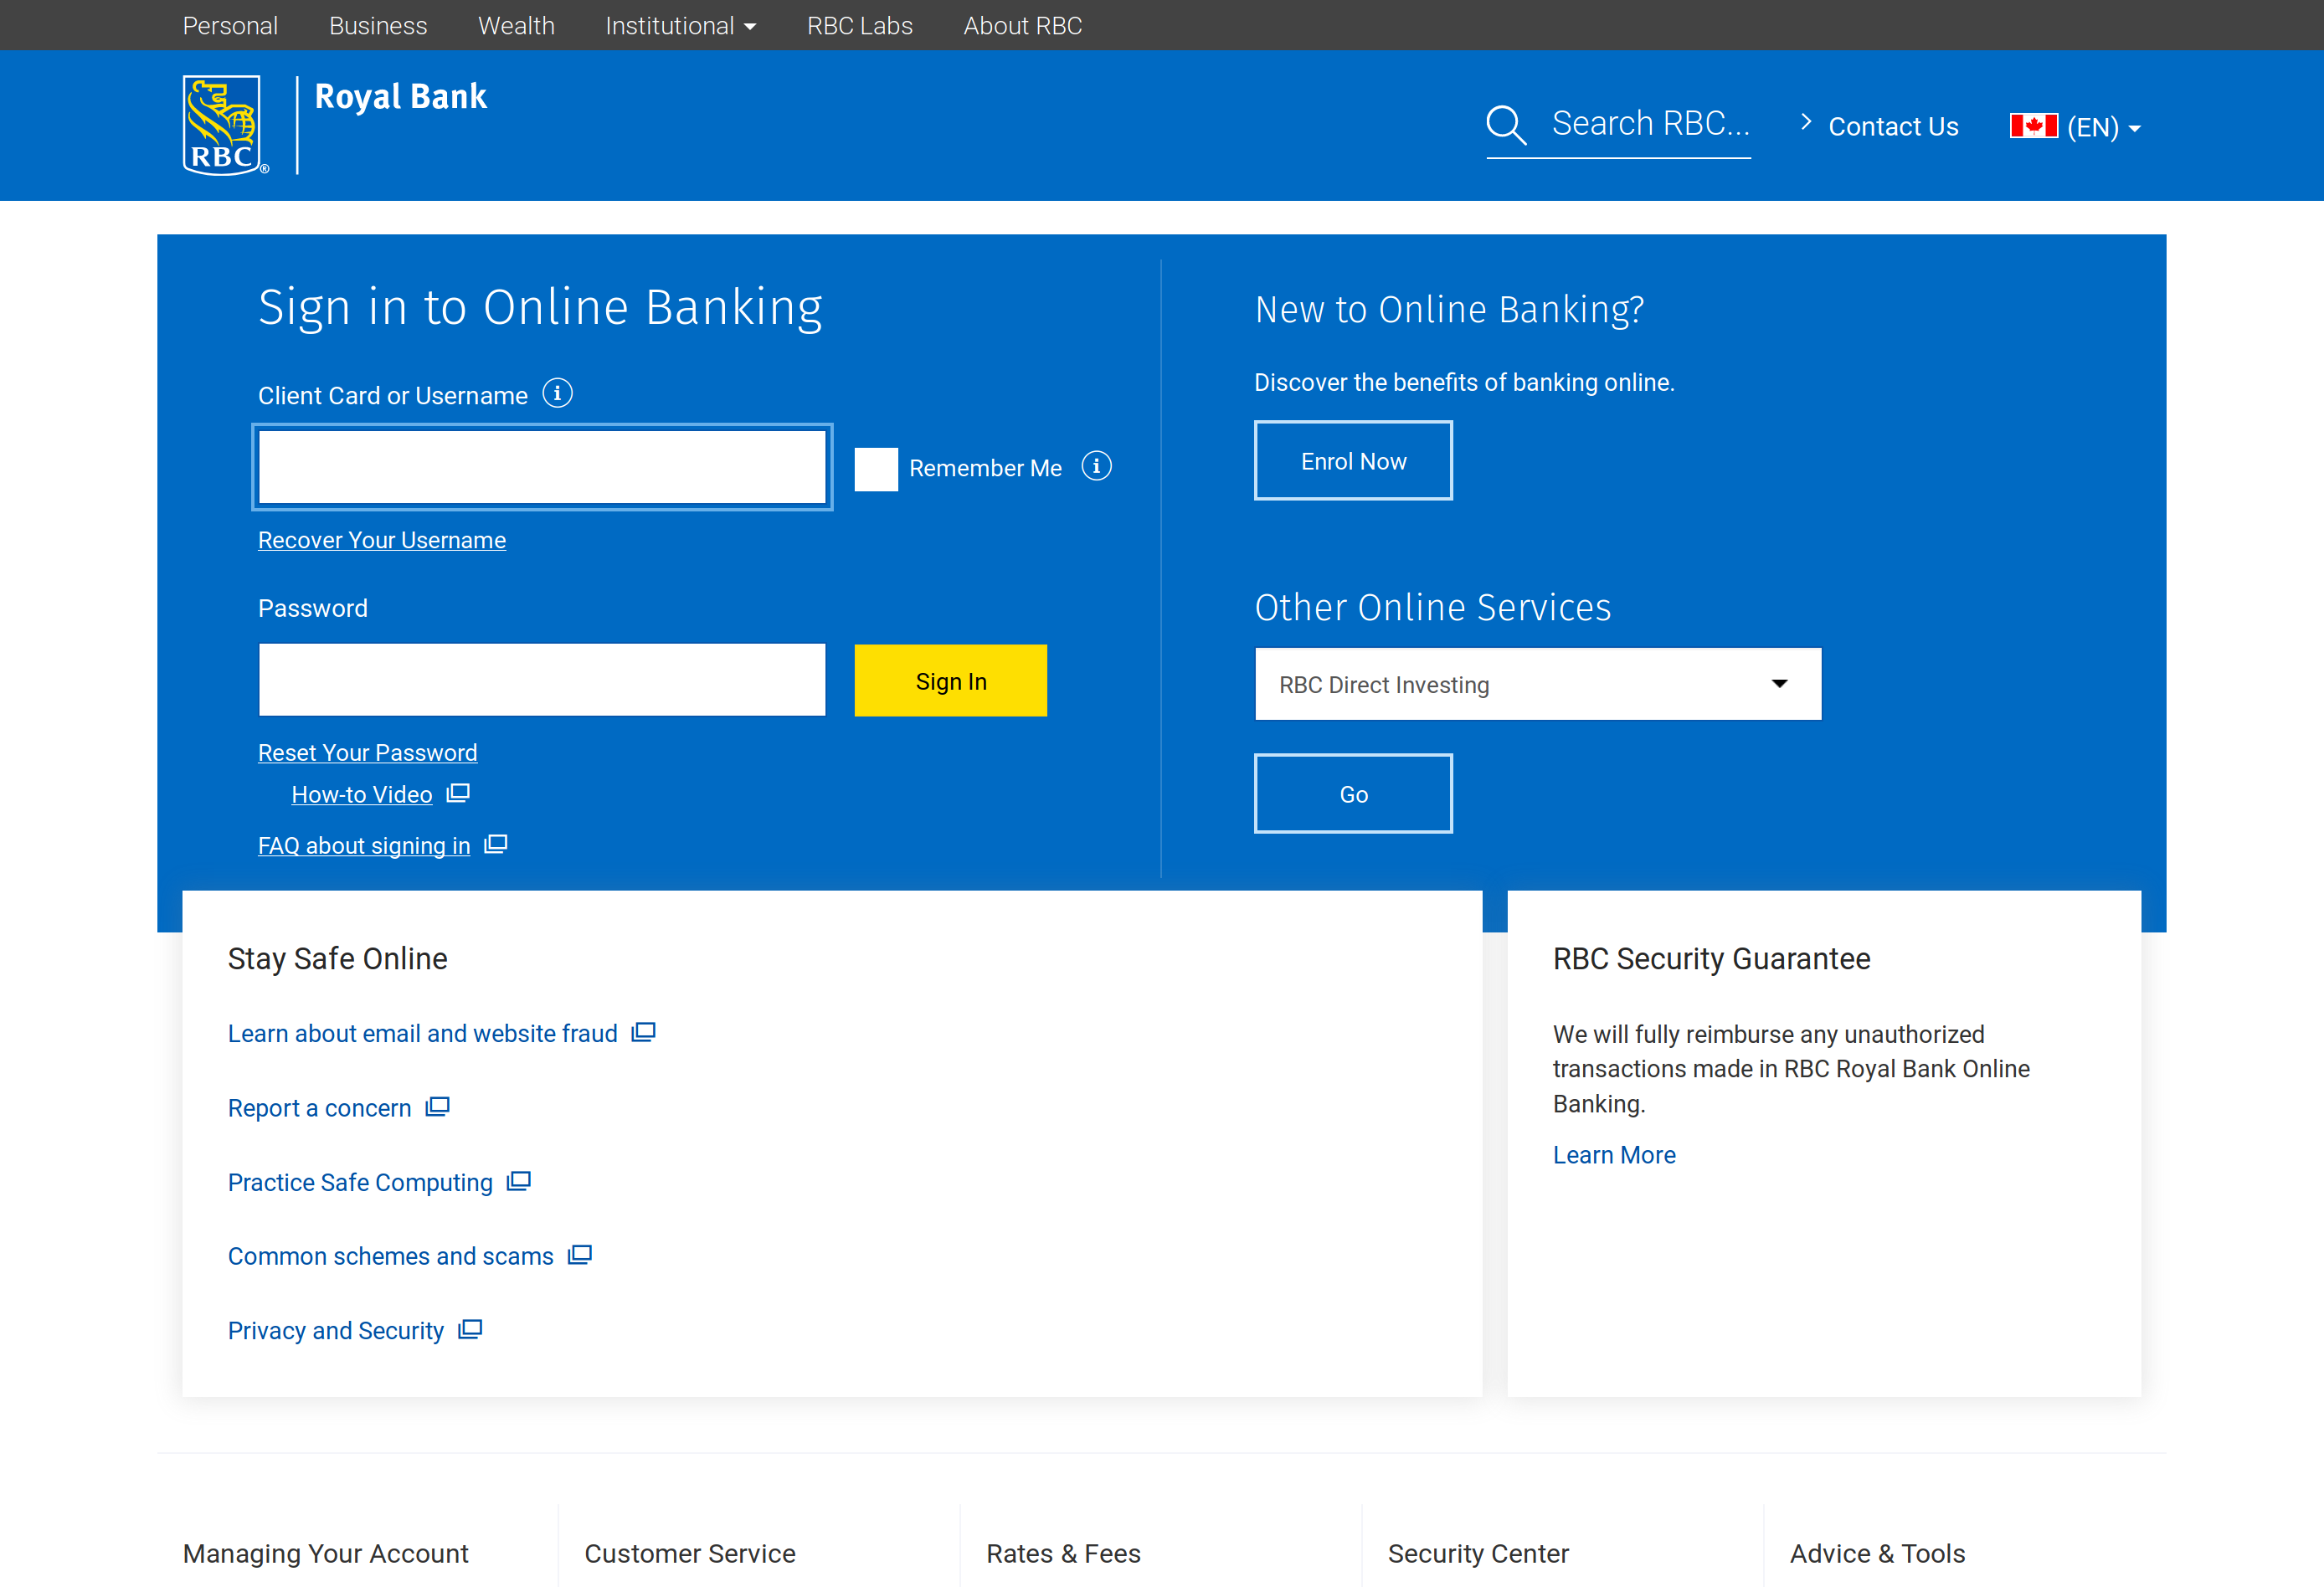 Personal Business Wealth Institutional RBC Labs About RBC
RBC ®
Royal Bank
Search RBC...
Contact Us
(EN)
Sign in to Online Banking
Client Card or Username
Remember Me
Recover Your Username
Password
Sign In
Reset Your Password
How-to Video
FAQ about signing in
New to Online Banking?
Discover the benefits of banking online.
Enrol Now
Other Online Services
RBC Direct Investing
Go
Stay Safe Online
Learn about email and website fraud
Report a concern
Practice Safe Computing
Common schemes and scams
Privacy and Security
RBC Security Guarantee
We will fully reimburse any unauthorized
transactions made in RBC Royal Bank Online
Banking.
Learn More
Managing Your Account
Customer Service
Rates & Fees
Security Center
Advice & Tools